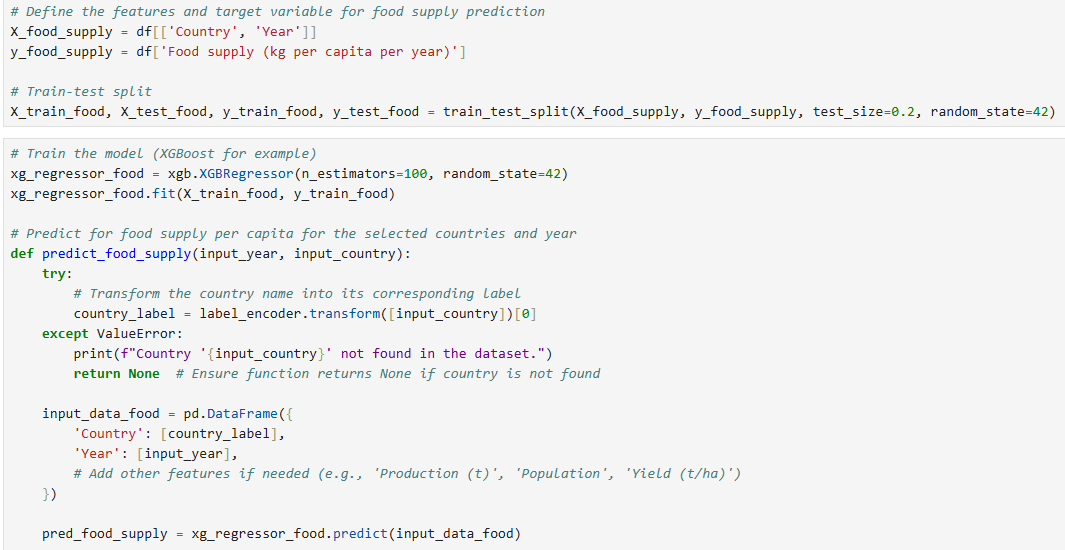 # Define the features and target variable for food supply prediction
X_food_supply = df[['Country', 'Year']]
y_food_supply = df['Food supply (kg per capita per year)']
# Train-test split
X_train_food, X_test_food, y_train_food, y_test_food = train_test_split(X_food_supply, y_food_supply, test_size=0.2, random_state=42)
# Train the model (XGBoost for example)
xg_regressor_food = xgb.XGBRegressor(n_estimators=100, random_state=42)
xg_regressor_food.fit(X_train_food, y_train_food)
# Predict for food supply per capita for the selected countries and year
def predict_food_supply(input_year, input_country):
    try:
        # Transform the country name into its corresponding label
        country_label = label_encoder.transform([input_country])[0]
    except ValueError:
        print(f"Country '{input_country}' not found in the dataset.")
        return None  # Ensure function returns None if country is not found
    input_data_food = pd.DataFrame({
        'Country': [country_label],
        'Year': [input_year],
        # Add other features if needed (e.g., 'Production (t)', 'Population', 'Yield (t/ha)')
    })
    pred_food_supply = xg_regressor_food.predict(input_data_food)